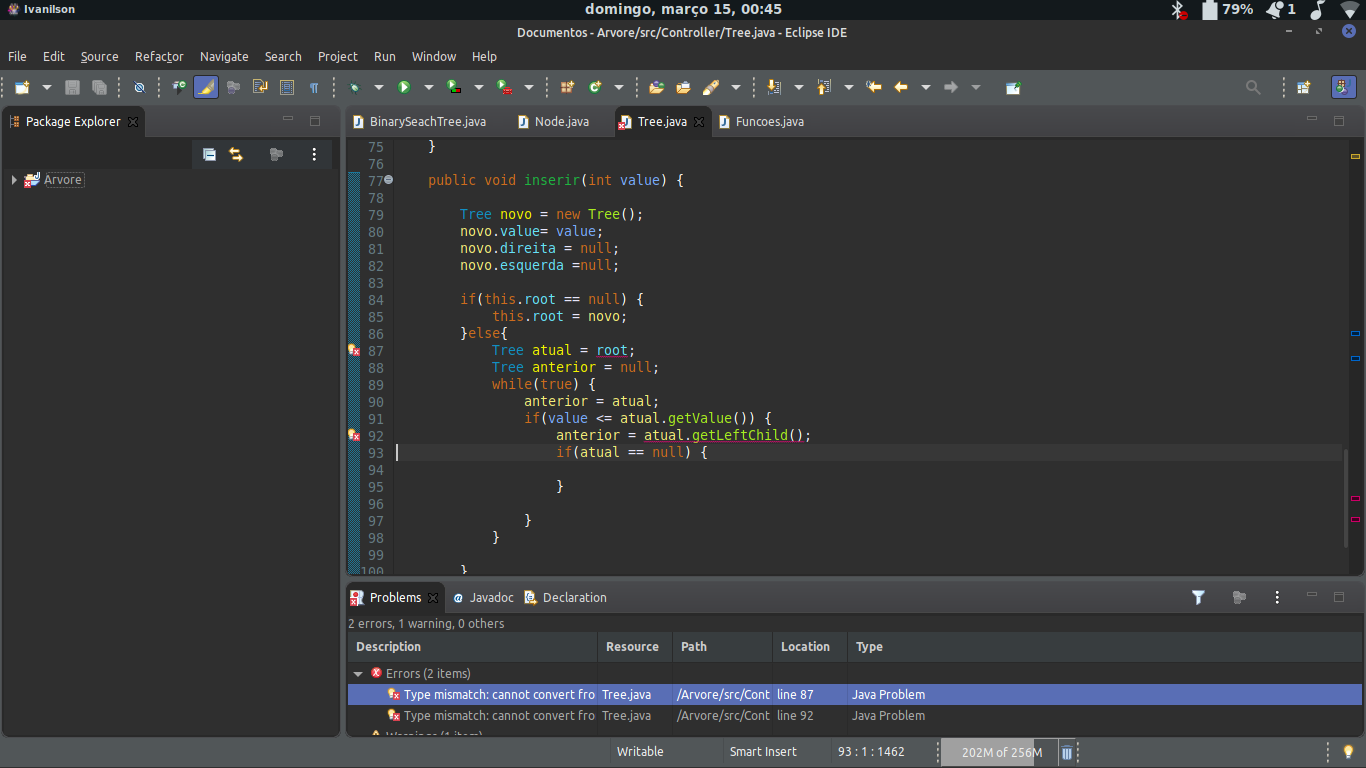 Ivanilson domingo, março 15, 00:45 79% 1
Documentos - Arvore/src/Controller/Tree.java - Eclipse IDE
File Edit Source Refactor Navigate Search Project Run Window Help
Package Explorer
Arvore
BinarySeachTree.java Node.java Tree.java Funcoes.java
75 }
76
77 public void inserir(int value) {
78
79 Tree novo = new Tree();
80 novo.value= value;
81 novo.direita = null;
82 novo.esquerda =null;
83
84 if(this.root == null) {
85 this.root = novo;
86 }else{
87 Tree atual = root;
88 Tree anterior = null;
89 while(true) {
90 anterior = atual;
91 if(value <= atual.getValue()) {
92 anterior = atual.getLeftChild();
93 if(atual == null) {
94
95 }
96
97 }
98 }
99
100 }
Problems Javadoc Declaration
2 errors, 1 warning, 0 others
Description Resource Path Location Type
Errors (2 items)
Type mismatch: cannot convert fro Tree.java /Arvore/src/Cont line 87 Java Problem
Type mismatch: cannot convert fro Tree.java /Arvore/src/Cont line 92 Java Problem
Warnings (1 item)
Writable Smart Insert 93 : 1 : 1462 202M of 256M